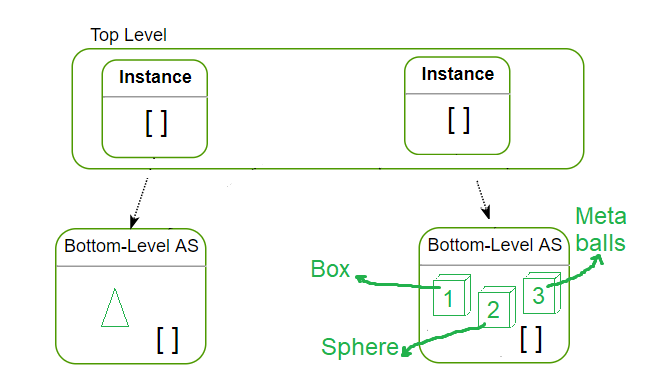 Top Level
Instance
[ ]
Instance
[ ]
Bottom-Level AS
[ ]
Bottom-Level AS
Meta
balls
Box
1
2
3
Sphere
[ ]